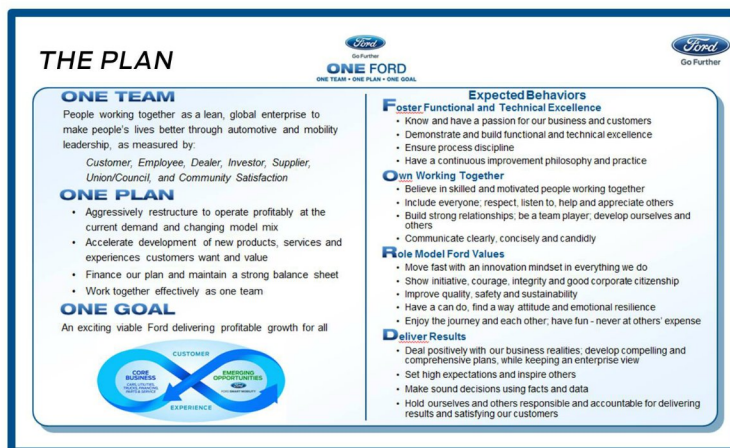 THE PLAN
Ford
Go Further
ONE FORD
ONE TEAM • ONE PLAN • ONE GOAL
Ford
Go Further
ONE TEAM
People working together as a lean, global enterprise to
make people's lives better through automotive and mobility
leadership, as measured by:
Customer, Employee, Dealer, Investor, Supplier,
Union/Council, and Community Satisfaction
ONE PLAN
• Aggressively restructure to operate profitably at the
current demand and changing model mix
• Accelerate development of new products, services and
experiences customers want and value
• Finance our plan and maintain a strong balance sheet
• Work together effectively as one team
ONE GOAL
An exciting viable Ford delivering profitable growth for all
CUSTOMER
CORE
BUSINESS
CARS, UTILITIES,
TRUCKS, FINANCING,
PARTS & SERVICE
EMERGING
OPPORTUNITIES
Ford
FORD SMART MOBILITY
EXPERIENCE
Expected Behaviors
Foster Functional and Technical Excellence
• Know and have a passion for our business and customers
• Demonstrate and build functional and technical excellence
• Ensure process discipline
• Have a continuous improvement philosophy and practice
Own Working Together
• Believe in skilled and motivated people working together
• Include everyone; respect, listen to, help and appreciate others
• Build strong relationships; be a team player; develop ourselves and
others
• Communicate clearly, concisely and candidly
Role Model Ford Values
• Move fast with an innovation mindset in everything we do
• Show initiative, courage, integrity and good corporate citizenship
• Improve quality, safety and sustainability
• Have a can do, find a way attitude and emotional resilience
• Enjoy the journey and each other; have fun - never at others' expense
Deliver Results
• Deal positively with our business realities; develop compelling and
comprehensive plans, while keeping an enterprise view
• Set high expectations and inspire others
• Make sound decisions using facts and data
• Hold ourselves and others responsible and accountable for delivering
results and satisfying our customers